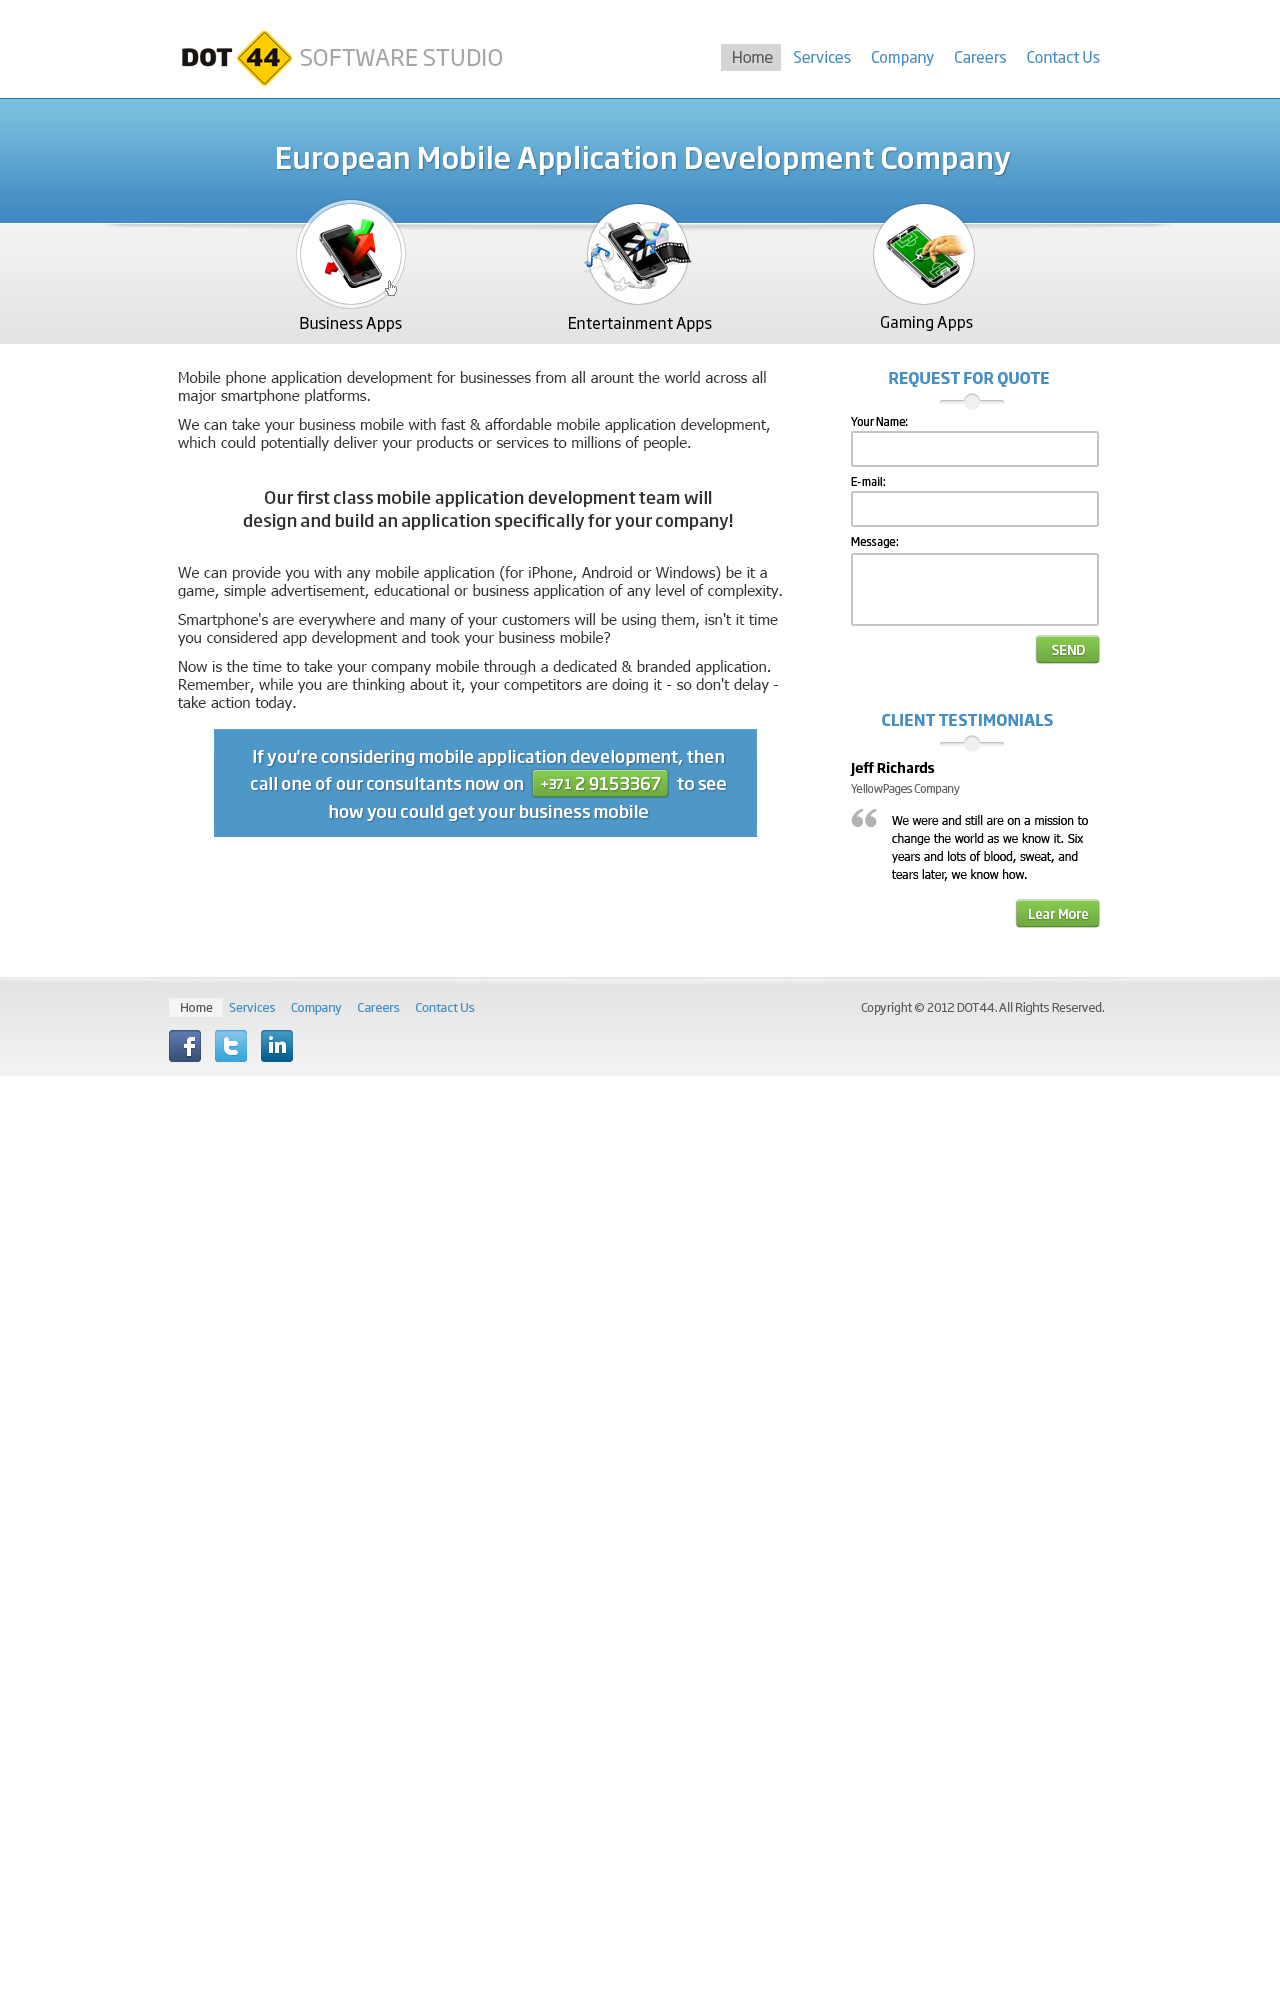 DOT 44 SOFTWARE STUDIO
Home Services Company Careers Contact Us
European Mobile Application Development Company
Business Apps
Entertainment Apps
Gaming Apps
Mobile phone application development for businesses from all arount the world across all
major smartphone platforms.
We can take your business mobile with fast & affordable mobile application development,
which could potentially deliver your products or services to millions of people.
Our first class mobile application development team will
design and build an application specifically for your company!
We can provide you with any mobile application (for iPhone, Android or Windows) be it a
game, simple advertisement, educational or business application of any level of complexity.
Smartphone's are everywhere and many of your customers will be using them, isn't it time
you considered app development and took your business mobile?
Now is the time to take your company mobile through a dedicated & branded application.
Remember, while you are thinking about it, your competitors are doing it - so don't delay -
take action today.
If you're considering mobile application development, then
call one of our consultants now on +371 2 9153367 to see
how you could get your business mobile
REQUEST FOR QUOTE
Your Name:
E-mail:
Message:
SEND
CLIENT TESTIMONIALS
Jeff Richards
YellowPages Company
We were and still are on a mission to
change the world as we know it. Six
years and lots of blood, sweat, and
tears later, we know how.
Lear More
Home Services Company Careers Contact Us
Copyright © 2012 DOT44. All Rights Reserved.
f t in